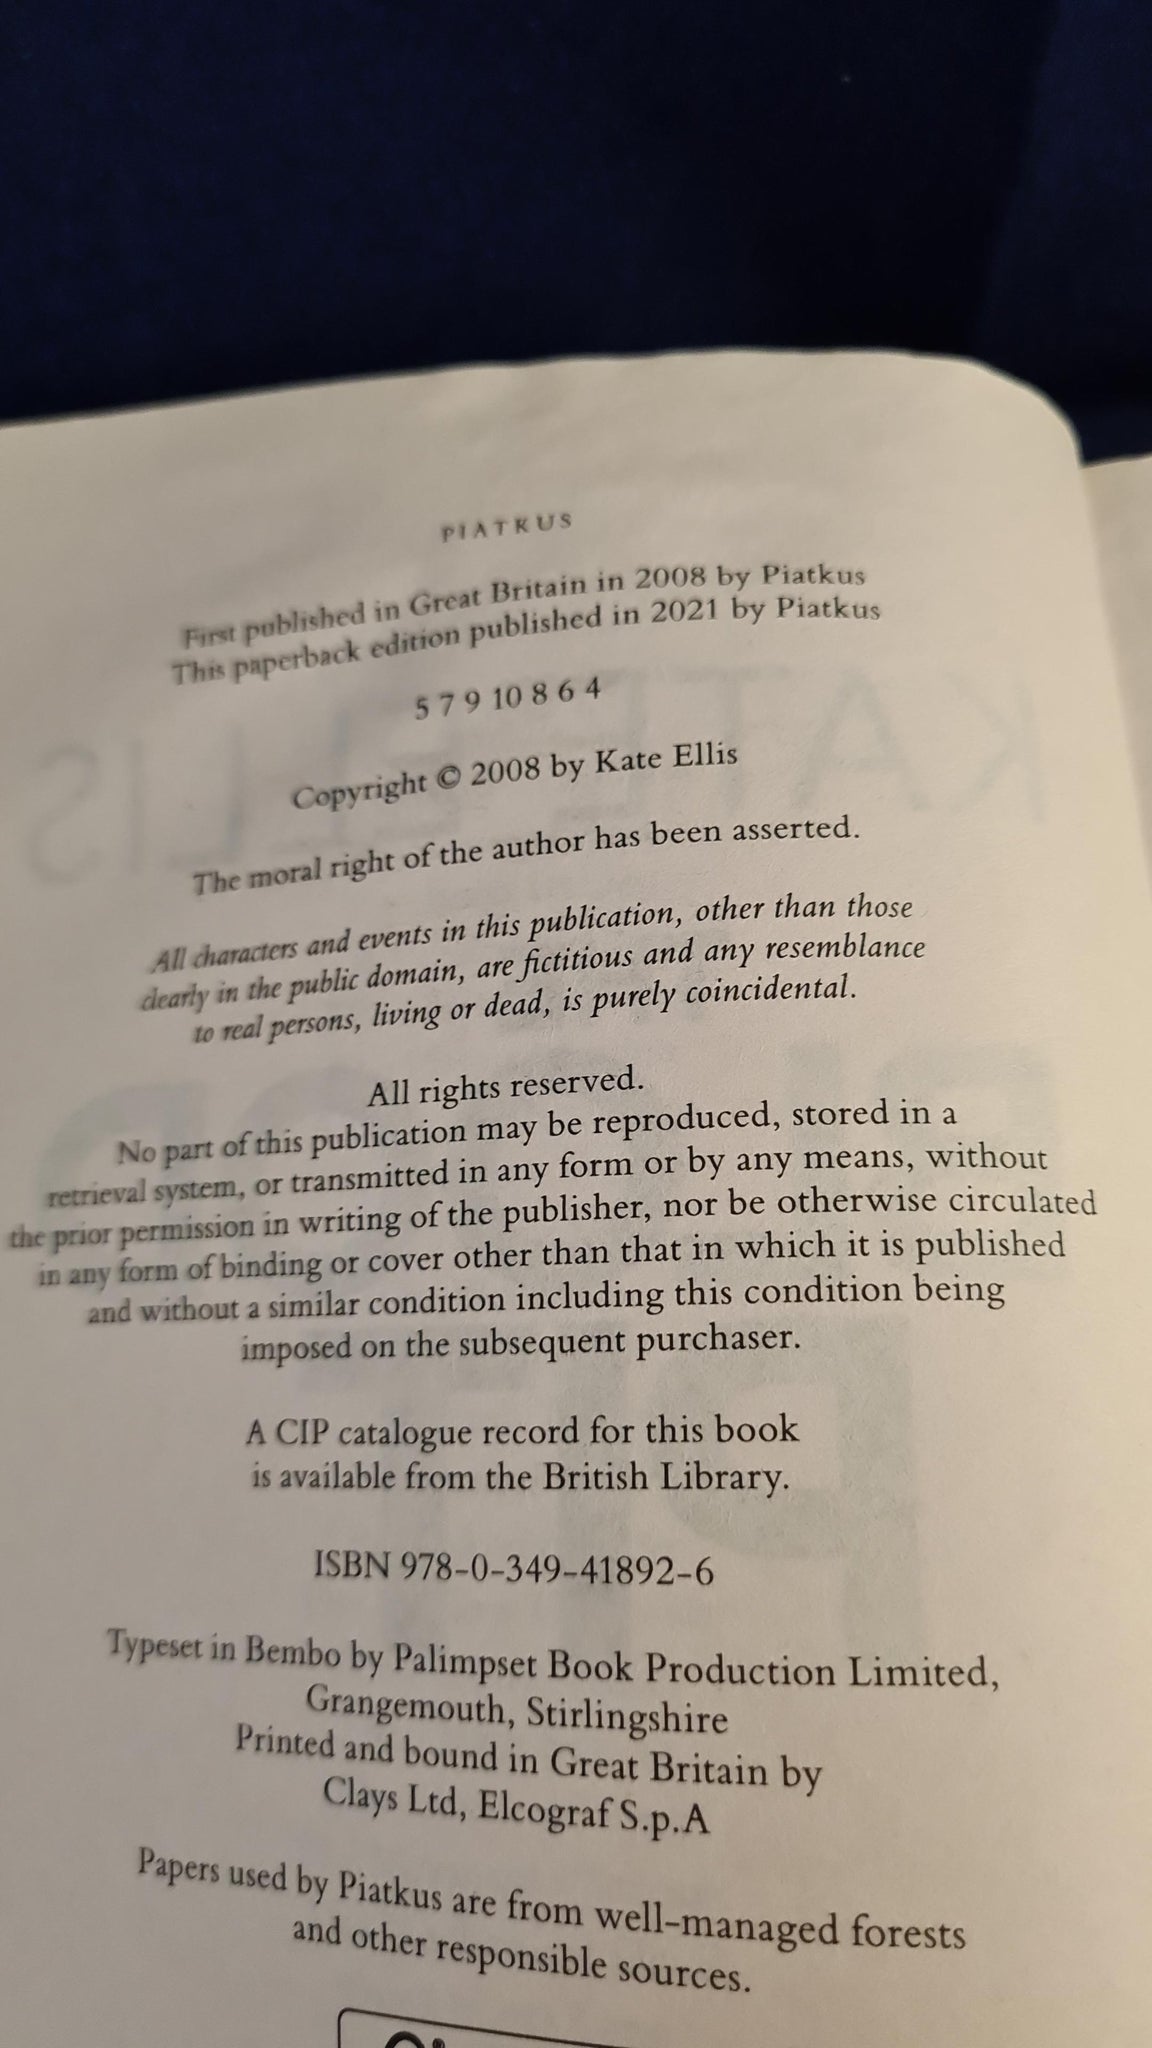 PIATKUS
First published in Great Britain in 2008 by Piatkus
This paperback edition published in 2021 by Piatkus
5 7 9 10 8 6 4
Copyright © 2008 by Kate Ellis
The moral right of the author has been asserted.
All characters and events in this publication, other than those
clearly in the public domain, are fictitious and any resemblance
to real persons, living or dead, is purely coincidental.
All rights reserved.
No part of this publication may be reproduced, stored in a
retrieval system, or transmitted in any form or by any means, without
the prior permission in writing of the publisher, nor be otherwise circulated
in any form of binding or cover other than that in which it is published
and without a similar condition including this condition being
imposed on the subsequent purchaser.
A CIP catalogue record for this book
is available from the British Library.
ISBN 978-0-349-41892-6
Typeset in Bembo by Palimpset Book Production Limited,
Grangemouth, Stirlingshire
Printed and bound in Great Britain by
Clays Ltd, Elcograf S.p.A
Papers used by Piatkus are from well-managed forests
and other responsible sources.